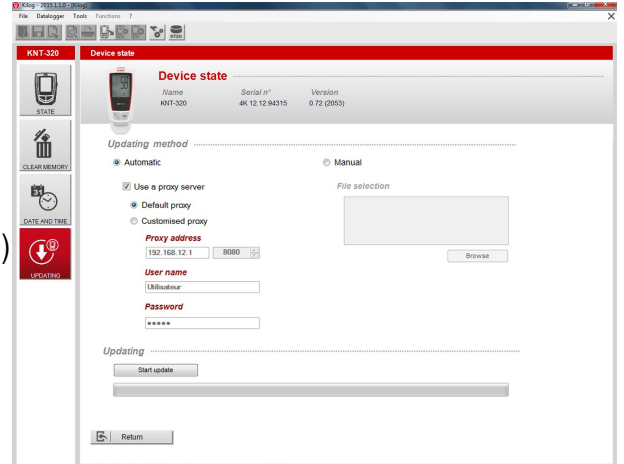 Kilog - 2015.1.1.0 - [Kilog]
File Datalogger Tools Functions ?
KNT-320 Device state
Device state
Name Serial n° Version
KNT-320 4K 12.12.94315 0.72 (2053)
STATE
Updating method
Automatic Manual
CLEAR MEMORY
Use a proxy server File selection
Default proxy
Customised proxy
31
DATE AND TIME
Proxy address
192.168.12.1 8080
Browse
)
User name
UPDATING
Utilisateur
Password
•••••
Updating
Start update
Return